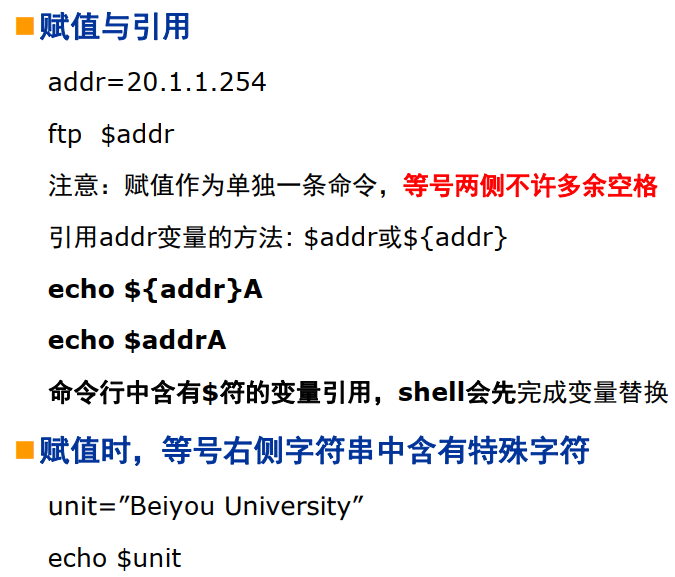 赋值与引用
addr=20.1.1.254
ftp  $addr
注意：赋值作为单独一条命令，等号两侧不许多余空格
引用addr变量的方法: $addr或${addr}
echo ${addr}A
echo $addrA
命令行中含有$符的变量引用，shell会先完成变量替换
赋值时，等号右侧字符串中含有特殊字符
unit=”Beiyou University”
echo $unit